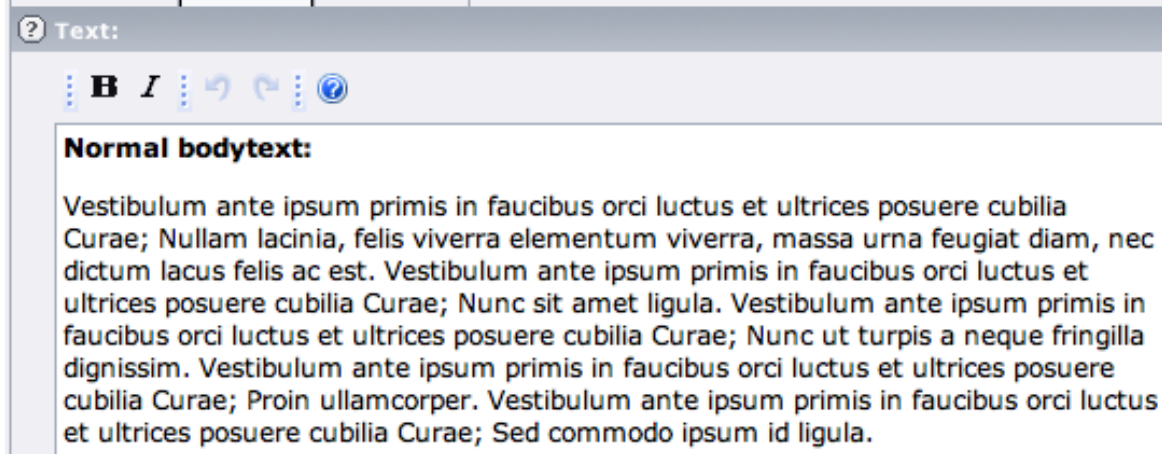 Text:
B I
Normal bodytext:
Vestibulum ante ipsum primis in faucibus orci luctus et ultrices posuere cubilia
Curae; Nullam lacinia, felis viverra elementum viverra, massa urna feugiat diam, nec
dictum lacus felis ac est. Vestibulum ante ipsum primis in faucibus orci luctus et
ultrices posuere cubilia Curae; Nunc sit amet ligula. Vestibulum ante ipsum primis in
faucibus orci luctus et ultrices posuere cubilia Curae; Nunc ut turpis a neque fringilla
dignissim. Vestibulum ante ipsum primis in faucibus orci luctus et ultrices posuere
cubilia Curae; Proin ullamcorper. Vestibulum ante ipsum primis in faucibus orci luctus
et ultrices posuere cubilia Curae; Sed commodo ipsum id ligula.